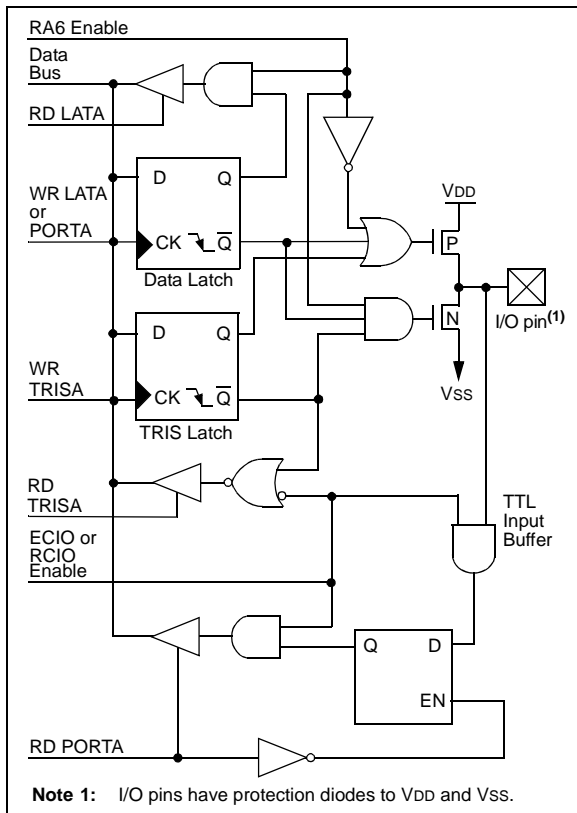 RA6 Enable
Data
Bus
RD LATA
D
Q
VDD
WR LATA
or
PORTA
CK
Q
P
Data Latch
I/O pin(1)
N
D
Q
WR
TRISA
CK
Q
VSS
TRIS Latch
RD
TRISA
TTL
Input
Buffer
ECIO or
RCIO
Enable
Q
D
EN
RD PORTA
Note 1: I/O pins have protection diodes to VDD and VSS.